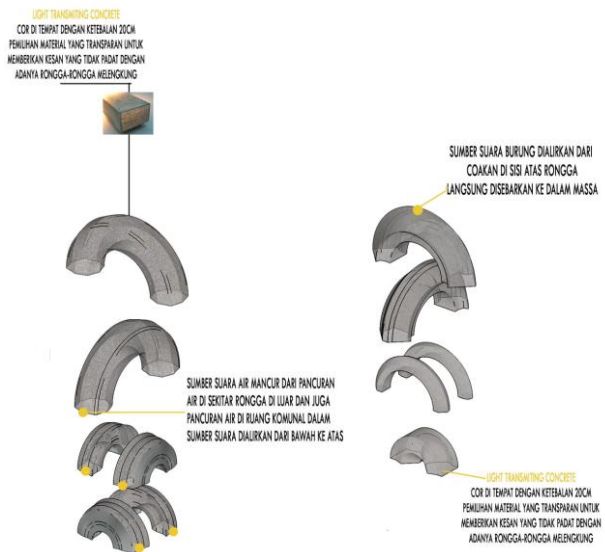 LIGHT TRANSMITING CONCRETE
COR DI TEMPAT DENGAN KETEBALAN 20CM
PEMILIHAN MATERIAL YANG TRANSPARAN UNTUK
MEMBERIKAN KESAN YANG TIDAK PADAT DENGAN
ADANYA RONGGA-RONGGA MELENGKUNG
SUMBER SUARA BURUNG DIALIRKAN DARI
COAKAN DI SISI ATAS RONGGA
LANGSUNG DISEBARKAN KE DALAM MASSA
SUMBER SUARA AIR MANCUR DARI PANCURAN
AIR DI SEKITAR RONGGA DI LUAR DAN JUGA
PANCURAN AIR DI RUANG KOMUNAL DALAM
SUMBER SUARA DIALIRKAN DARI BAWAH KE ATAS
LIGHT TRANSMITING CONCRETE
COR DI TEMPAT DENGAN KETEBALAN 20CM
PEMILIHAN MATERIAL YANG TRANSPARAN UNTUK
MEMBERIKAN KESAN YANG TIDAK PADAT DENGAN
ADANYA RONGGA-RONGGA MELENGKUNG